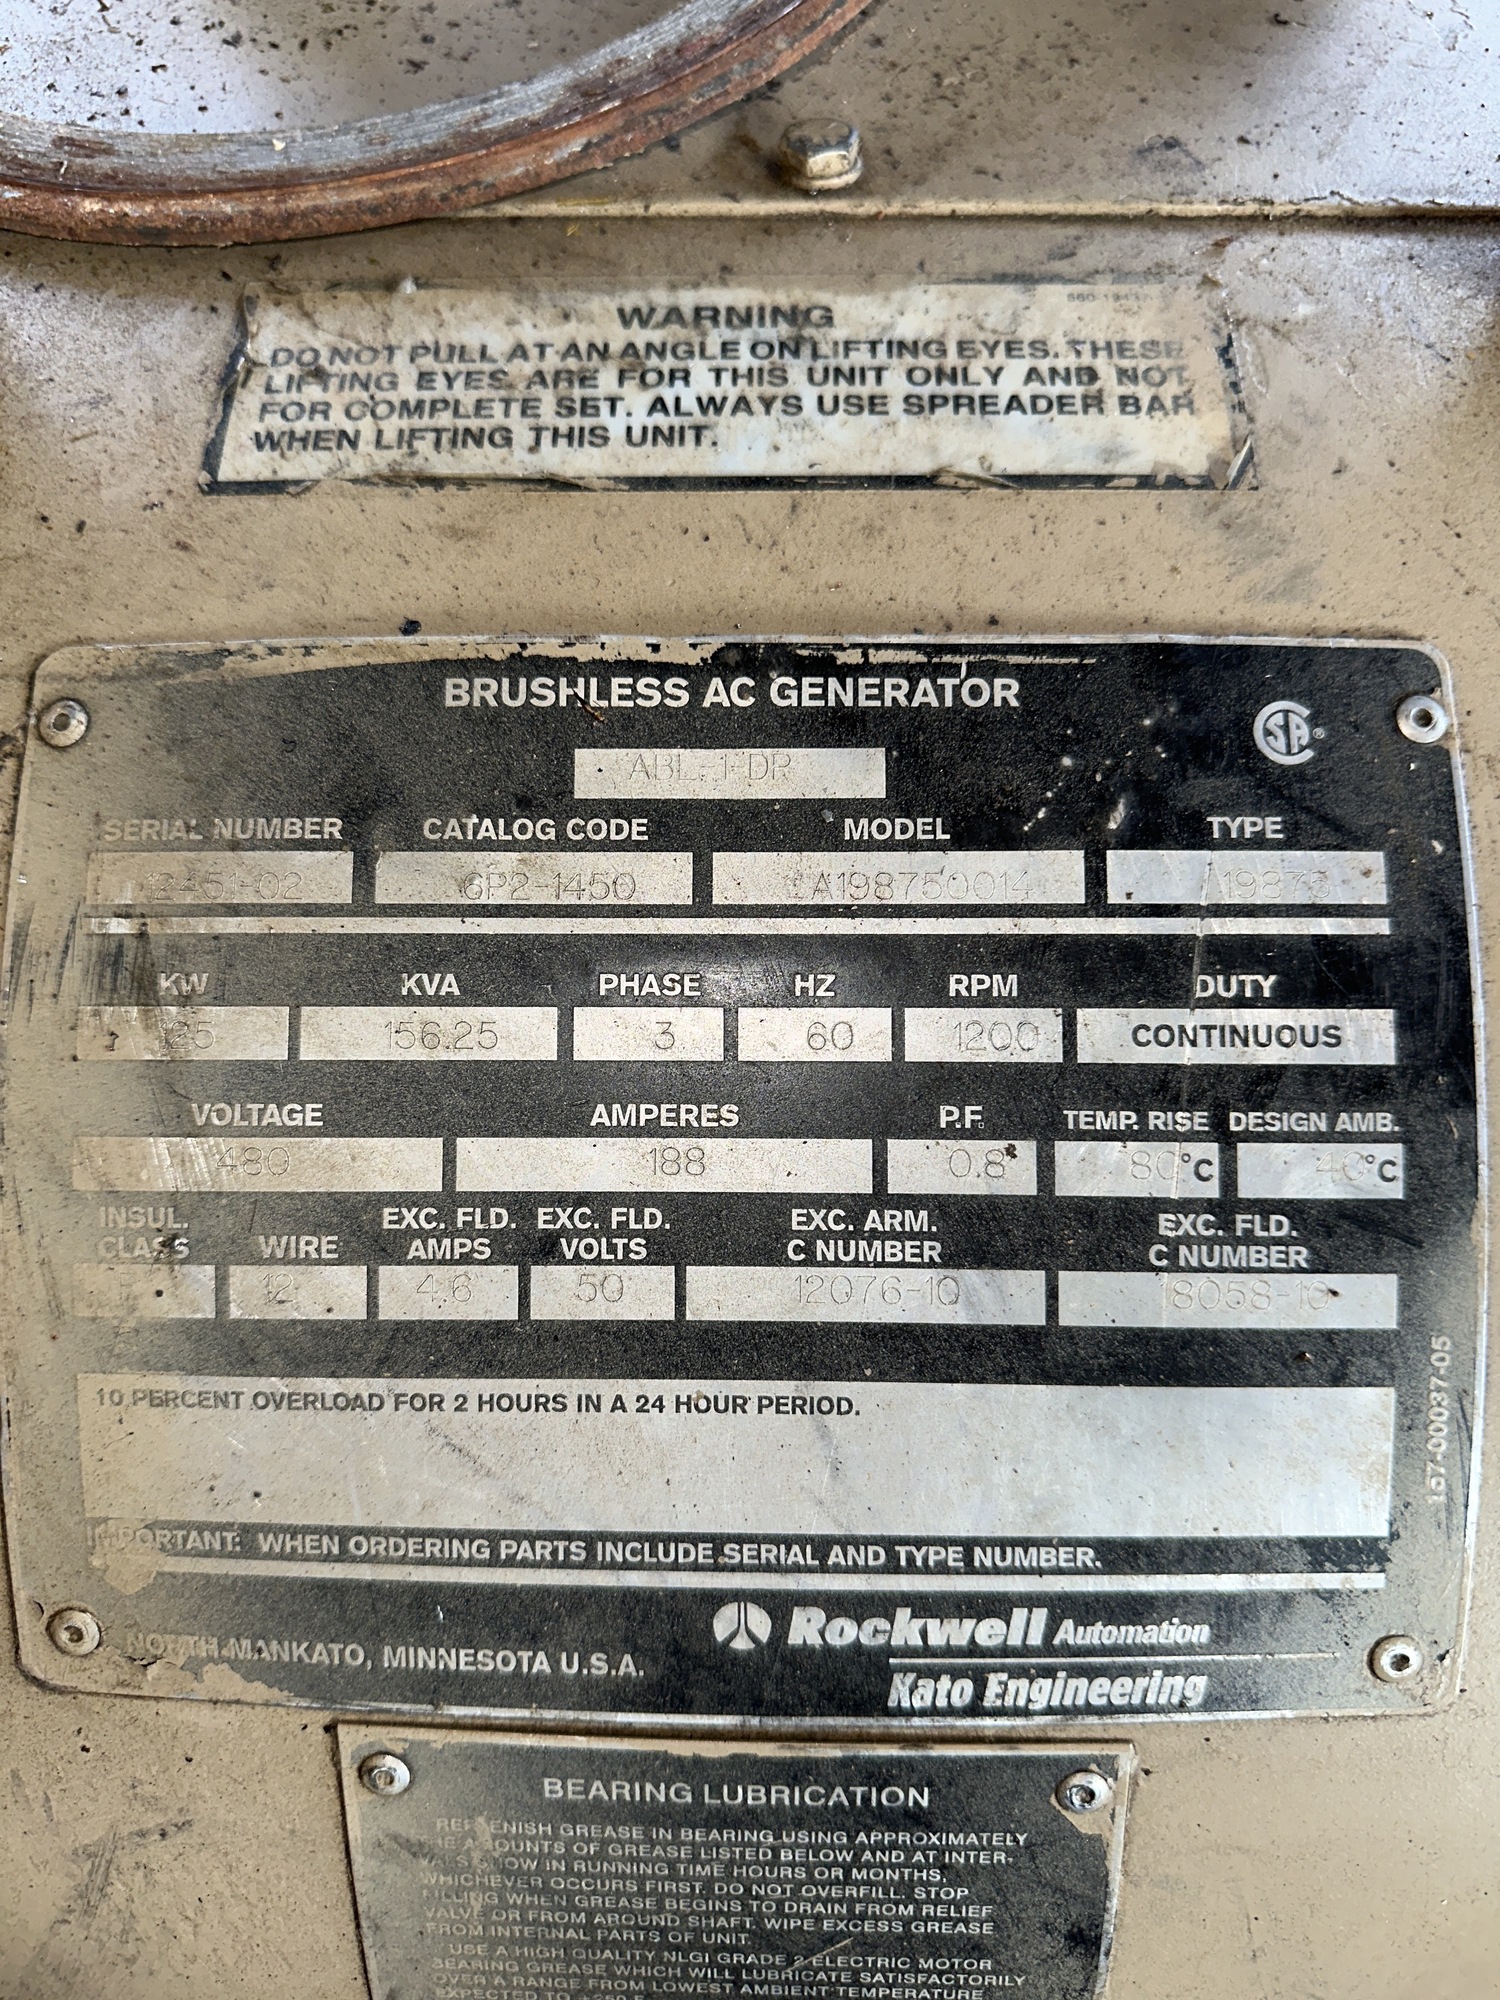 WARNING
DO NOT PULL AT AN ANGLE ON LIFTING EYES. THESE
LIFTING EYES ARE FOR THIS UNIT ONLY AND NOT
FOR COMPLETE SET. ALWAYS USE SPREADER BAR
WHEN LIFTING THIS UNIT.
BRUSHLESS AC GENERATOR
CSA ®
ABL-1-DP
SERIAL NUMBER CATALOG CODE MODEL TYPE
12451-02 6P2-1450 A198750014 A19875
KW KVA PHASE HZ RPM DUTY
125 156.25 3 60 1200 CONTINUOUS
VOLTAGE AMPERES P.F. TEMP. RISE DESIGN AMB.
480 188 0.8 80°C 40°C
INSUL. CLASS WIRE EXC. FLD. AMPS EXC. FLD. VOLTS EXC. ARM. C NUMBER EXC. FLD. C NUMBER
12 4.6 50 12076-10 18058-10
10 PERCENT OVERLOAD FOR 2 HOURS IN A 24 HOUR PERIOD.
167-00037-05
IMPORTANT: WHEN ORDERING PARTS INCLUDE SERIAL AND TYPE NUMBER.
Rockwell Automation
NORTH MANKATO, MINNESOTA U.S.A.
Kato Engineering
BEARING LUBRICATION
REPLENISH GREASE IN BEARING USING APPROXIMATELY
THE AMOUNTS OF GREASE LISTED BELOW AND AT INTER-
VALS SHOW IN RUNNING TIME HOURS OR MONTHS,
WHICHEVER OCCURS FIRST. DO NOT OVERFILL. STOP
FILLING WHEN GREASE BEGINS TO DRAIN FROM RELIEF
VALVE OR FROM AROUND SHAFT. WIPE EXCESS GREASE
FROM INTERNAL PARTS OF UNIT.
USE A HIGH QUALITY NLGI GRADE 2 ELECTRIC MOTOR
BEARING GREASE WHICH WILL LUBRICATE SATISFACTORILY
OVER A RANGE FROM LOWEST AMBIENT TEMPERATURE
EXPECTED TO +250 F.